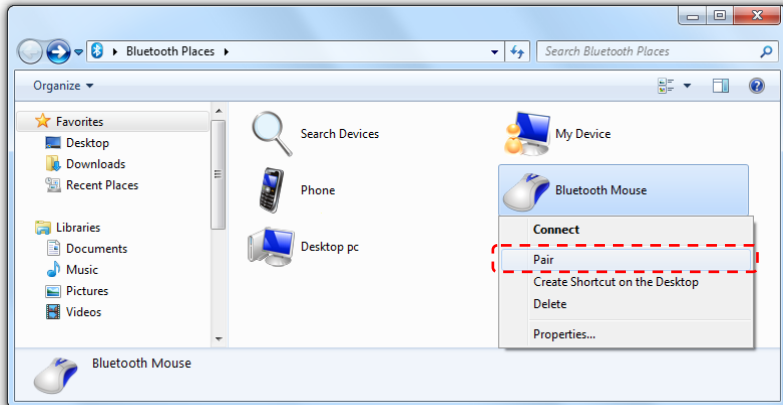 Bluetooth Places
Search Bluetooth Places
Organize
Favorites
Desktop
Downloads
Recent Places
Libraries
Documents
Music
Pictures
Videos
Search Devices
My Device
Phone
Bluetooth Mouse
Desktop pc
Connect
Pair
Create Shortcut on the Desktop
Delete
Properties...
Bluetooth Mouse